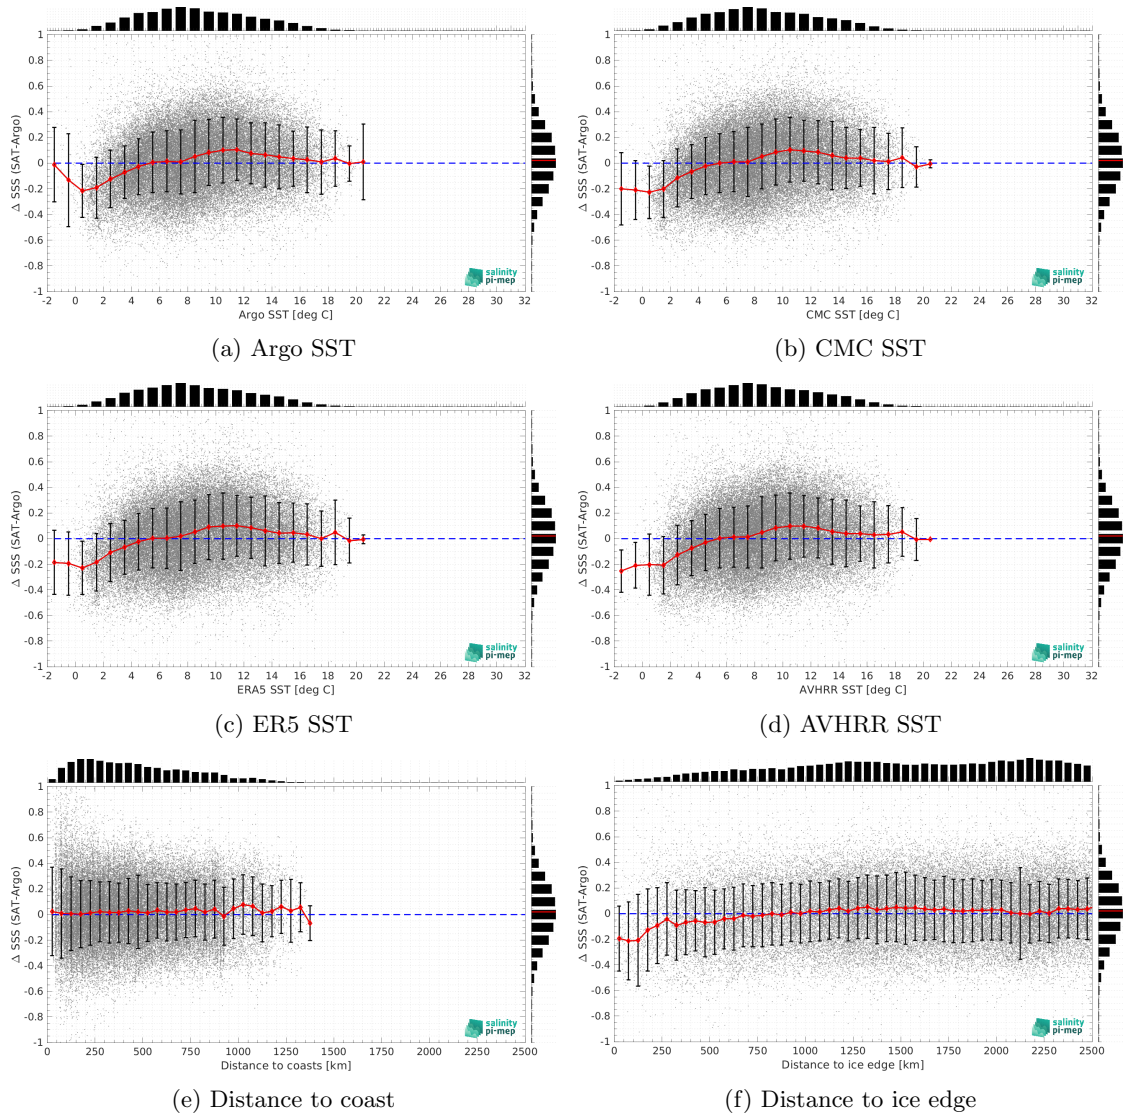 1
0.8
0.6
0.4
0.2
0
-0.2
-0.4
-0.6
-0.8
-1
Δ SSS (SAT-Argo)
-2 0 2 4 6 8 10 12 14 16 18 20 22 24 26 28 30 32
Argo SST [deg C]
salinity
pi-mep
(a) Argo SST
1
0.8
0.6
0.4
0.2
0
-0.2
-0.4
-0.6
-0.8
-1
Δ SSS (SAT-Argo)
-2 0 2 4 6 8 10 12 14 16 18 20 22 24 26 28 30 32
CMC SST [deg C]
salinity
pi-mep
(b) CMC SST
1
0.8
0.6
0.4
0.2
0
-0.2
-0.4
-0.6
-0.8
-1
Δ SSS (SAT-Argo)
-2 0 2 4 6 8 10 12 14 16 18 20 22 24 26 28 30 32
ERA5 SST [deg C]
salinity
pi-mep
(c) ER5 SST
1
0.8
0.6
0.4
0.2
0
-0.2
-0.4
-0.6
-0.8
-1
Δ SSS (SAT-Argo)
-2 0 2 4 6 8 10 12 14 16 18 20 22 24 26 28 30 32
AVHRR SST [deg C]
salinity
pi-mep
(d) AVHRR SST
1
0.8
0.6
0.4
0.2
0
-0.2
-0.4
-0.6
-0.8
-1
Δ SSS (SAT-Argo)
0 250 500 750 1000 1250 1500 1750 2000 2250 2500
Distance to coasts [km]
salinity
pi-mep
(e) Distance to coast
1
0.8
0.6
0.4
0.2
0
-0.2
-0.4
-0.6
-0.8
-1
Δ SSS (SAT-Argo)
0 250 500 750 1000 1250 1500 1750 2000 2250 2500
Distance to ice edge [km]
salinity
pi-mep
(f) Distance to ice edge